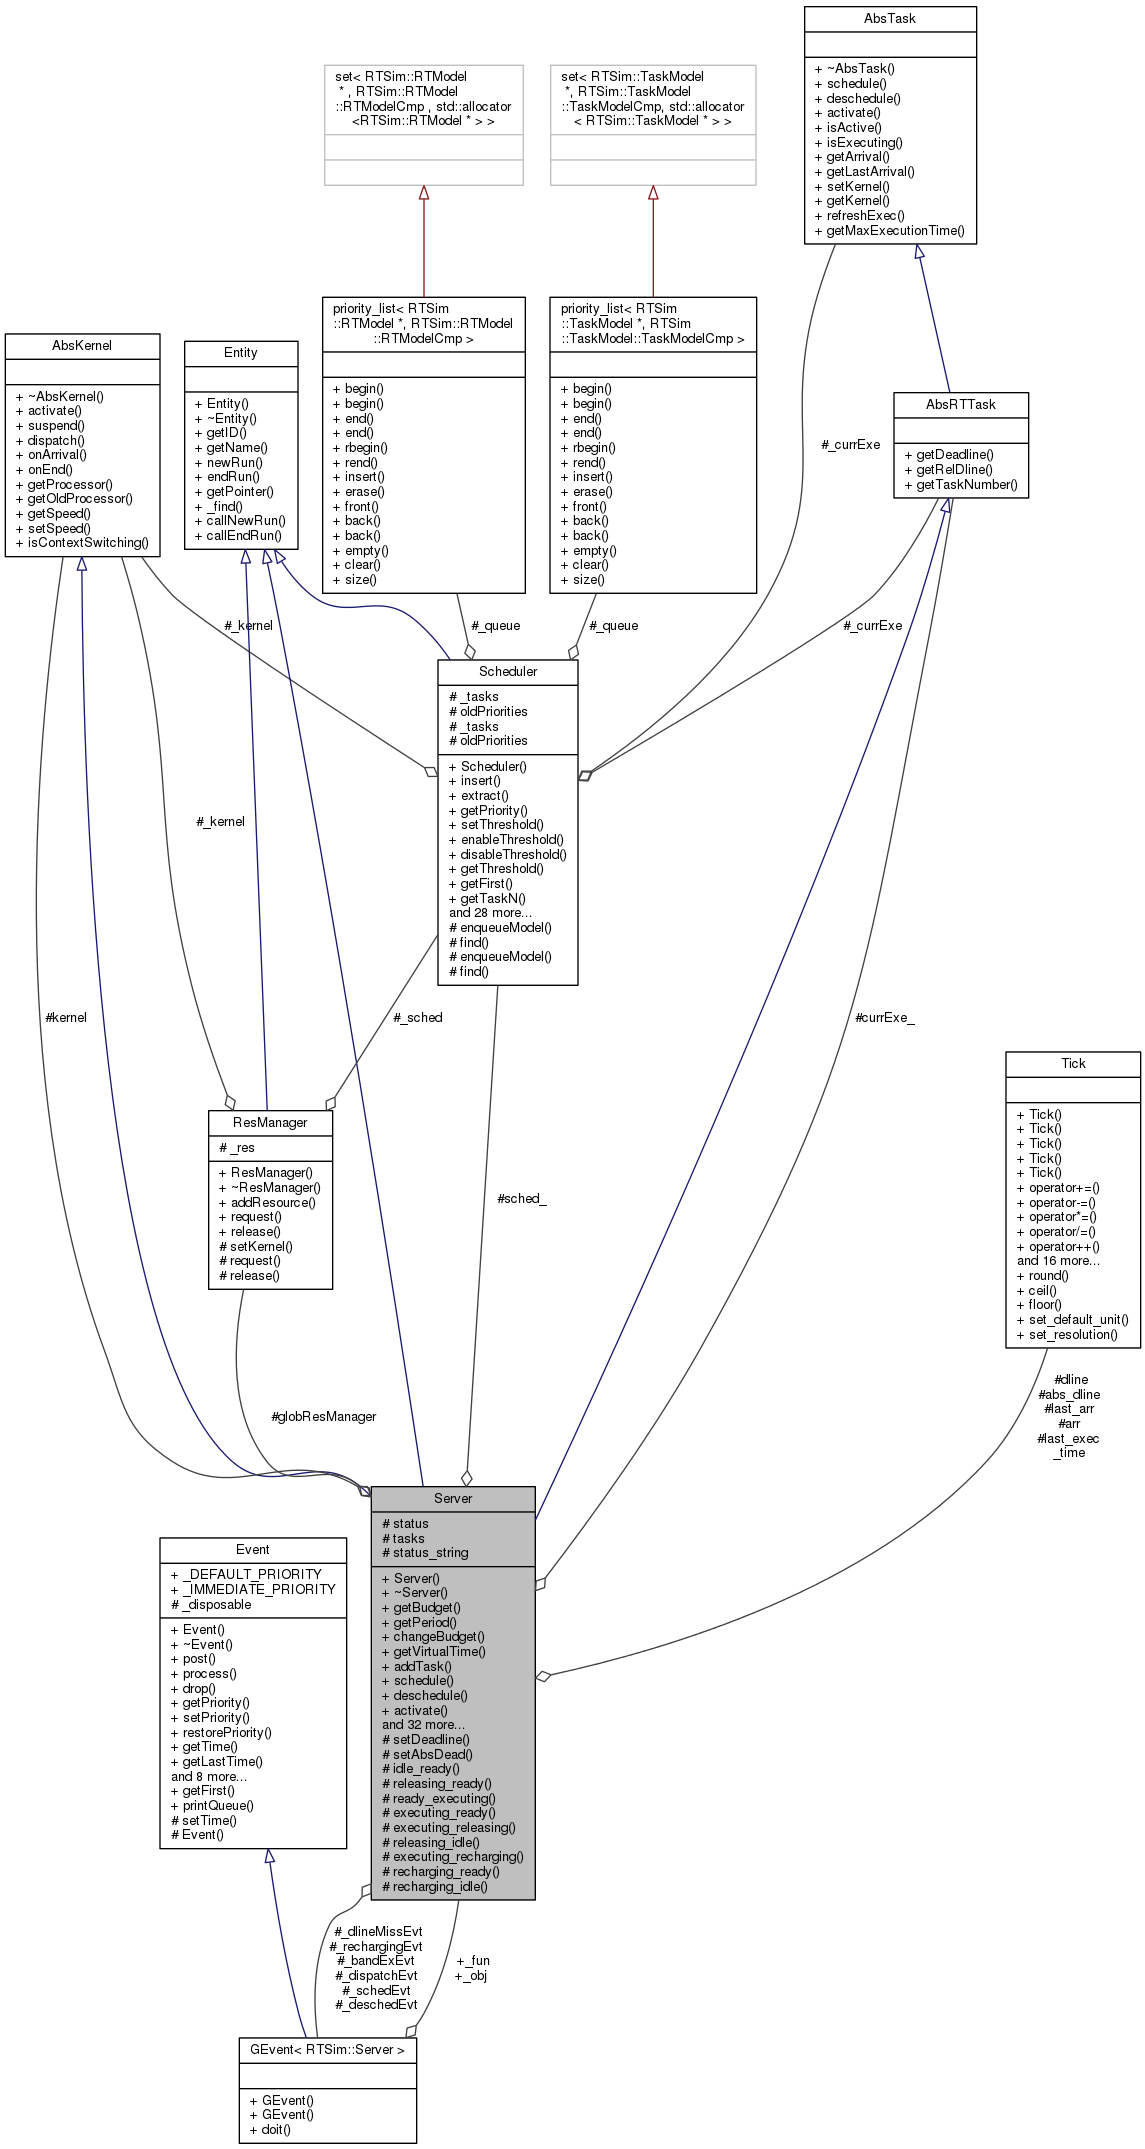 AbsTask
+ ~AbsTask()
+ schedule()
+ deschedule()
+ activate()
+ isActive()
+ isExecuting()
+ getArrival()
+ getLastArrival()
+ setKernel()
+ getKernel()
+ refreshExec()
+ getMaxExecutionTime()
set< RTSim::RTModel
* , RTSim::RTModel
::RTModelCmp , std::allocator
<RTSim::RTModel * > >
set< RTSim::TaskModel
*, RTSim::TaskModel
::TaskModelCmp, std::allocator
< RTSim::TaskModel * > >
AbsKernel
+ ~AbsKernel()
+ activate()
+ suspend()
+ dispatch()
+ onArrival()
+ onEnd()
+ getProcessor()
+ getOldProcessor()
+ getSpeed()
+ setSpeed()
+ isContextSwitching()
Entity
+ Entity()
+ ~Entity()
+ getID()
+ getName()
+ newRun()
+ endRun()
+ getPointer()
+ _find()
+ callNewRun()
+ callEndRun()
priority_list< RTSim
::RTModel *, RTSim::RTModel
::RTModelCmp >
+ begin()
+ begin()
+ end()
+ end()
+ rbegin()
+ rend()
+ insert()
+ erase()
+ front()
+ back()
+ back()
+ empty()
+ clear()
+ size()
priority_list< RTSim
::TaskModel *, RTSim
::TaskModel::TaskModelCmp >
+ begin()
+ begin()
+ end()
+ end()
+ rbegin()
+ rend()
+ insert()
+ erase()
+ front()
+ back()
+ back()
+ empty()
+ clear()
+ size()
#_currExe
AbsRTTask
+ getDeadline()
+ getRelDline()
+ getTaskNumber()
#_kernel
#_queue
#_queue
#_currExe
Scheduler
# _tasks
# oldPriorities
# _tasks
# oldPriorities
+ Scheduler()
+ insert()
+ extract()
+ getPriority()
+ setThreshold()
+ enableThreshold()
+ disableThreshold()
+ getThreshold()
+ getFirst()
+ getTaskN()
and 28 more...
# enqueueModel()
# find()
# enqueueModel()
# find()
#_kernel
#kernel
#_sched
#currExe_
ResManager
# _res
+ ResManager()
+ ~ResManager()
+ addResource()
+ request()
+ release()
# setKernel()
# request()
# release()
#sched_
Tick
+ Tick()
+ Tick()
+ Tick()
+ Tick()
+ Tick()
+ operator+=()
+ operator-=()
+ operator*=()
+ operator/=()
+ operator++()
and 16 more...
+ round()
+ ceil()
+ floor()
+ set_default_unit()
+ set_resolution()
#globResManager
#dline
#abs_dline
#last_arr
#arr
#last_exec
_time
Server
# status
# tasks
# status_string
+ Server()
+ ~Server()
+ getBudget()
+ getPeriod()
+ changeBudget()
+ getVirtualTime()
+ addTask()
+ schedule()
+ deschedule()
+ activate()
and 32 more...
# setDeadline()
# setAbsDead()
# idle_ready()
# releasing_ready()
# ready_executing()
# executing_ready()
# executing_releasing()
# releasing_idle()
# executing_recharging()
# recharging_ready()
# recharging_idle()
Event
+ _DEFAULT_PRIORITY
+ _IMMEDIATE_PRIORITY
# _disposable
+ Event()
+ ~Event()
+ post()
+ process()
+ drop()
+ getPriority()
+ setPriority()
+ restorePriority()
+ getTime()
+ getLastTime()
and 8 more...
+ getFirst()
+ printQueue()
# setTime()
# Event()
#_dlineMissEvt
#_rechargingEvt
#_bandExEvt
#_dispatchEvt
#_schedEvt
#_deschedEvt
+_fun
+_obj
GEvent< RTSim::Server >
+ GEvent()
+ GEvent()
+ doit()